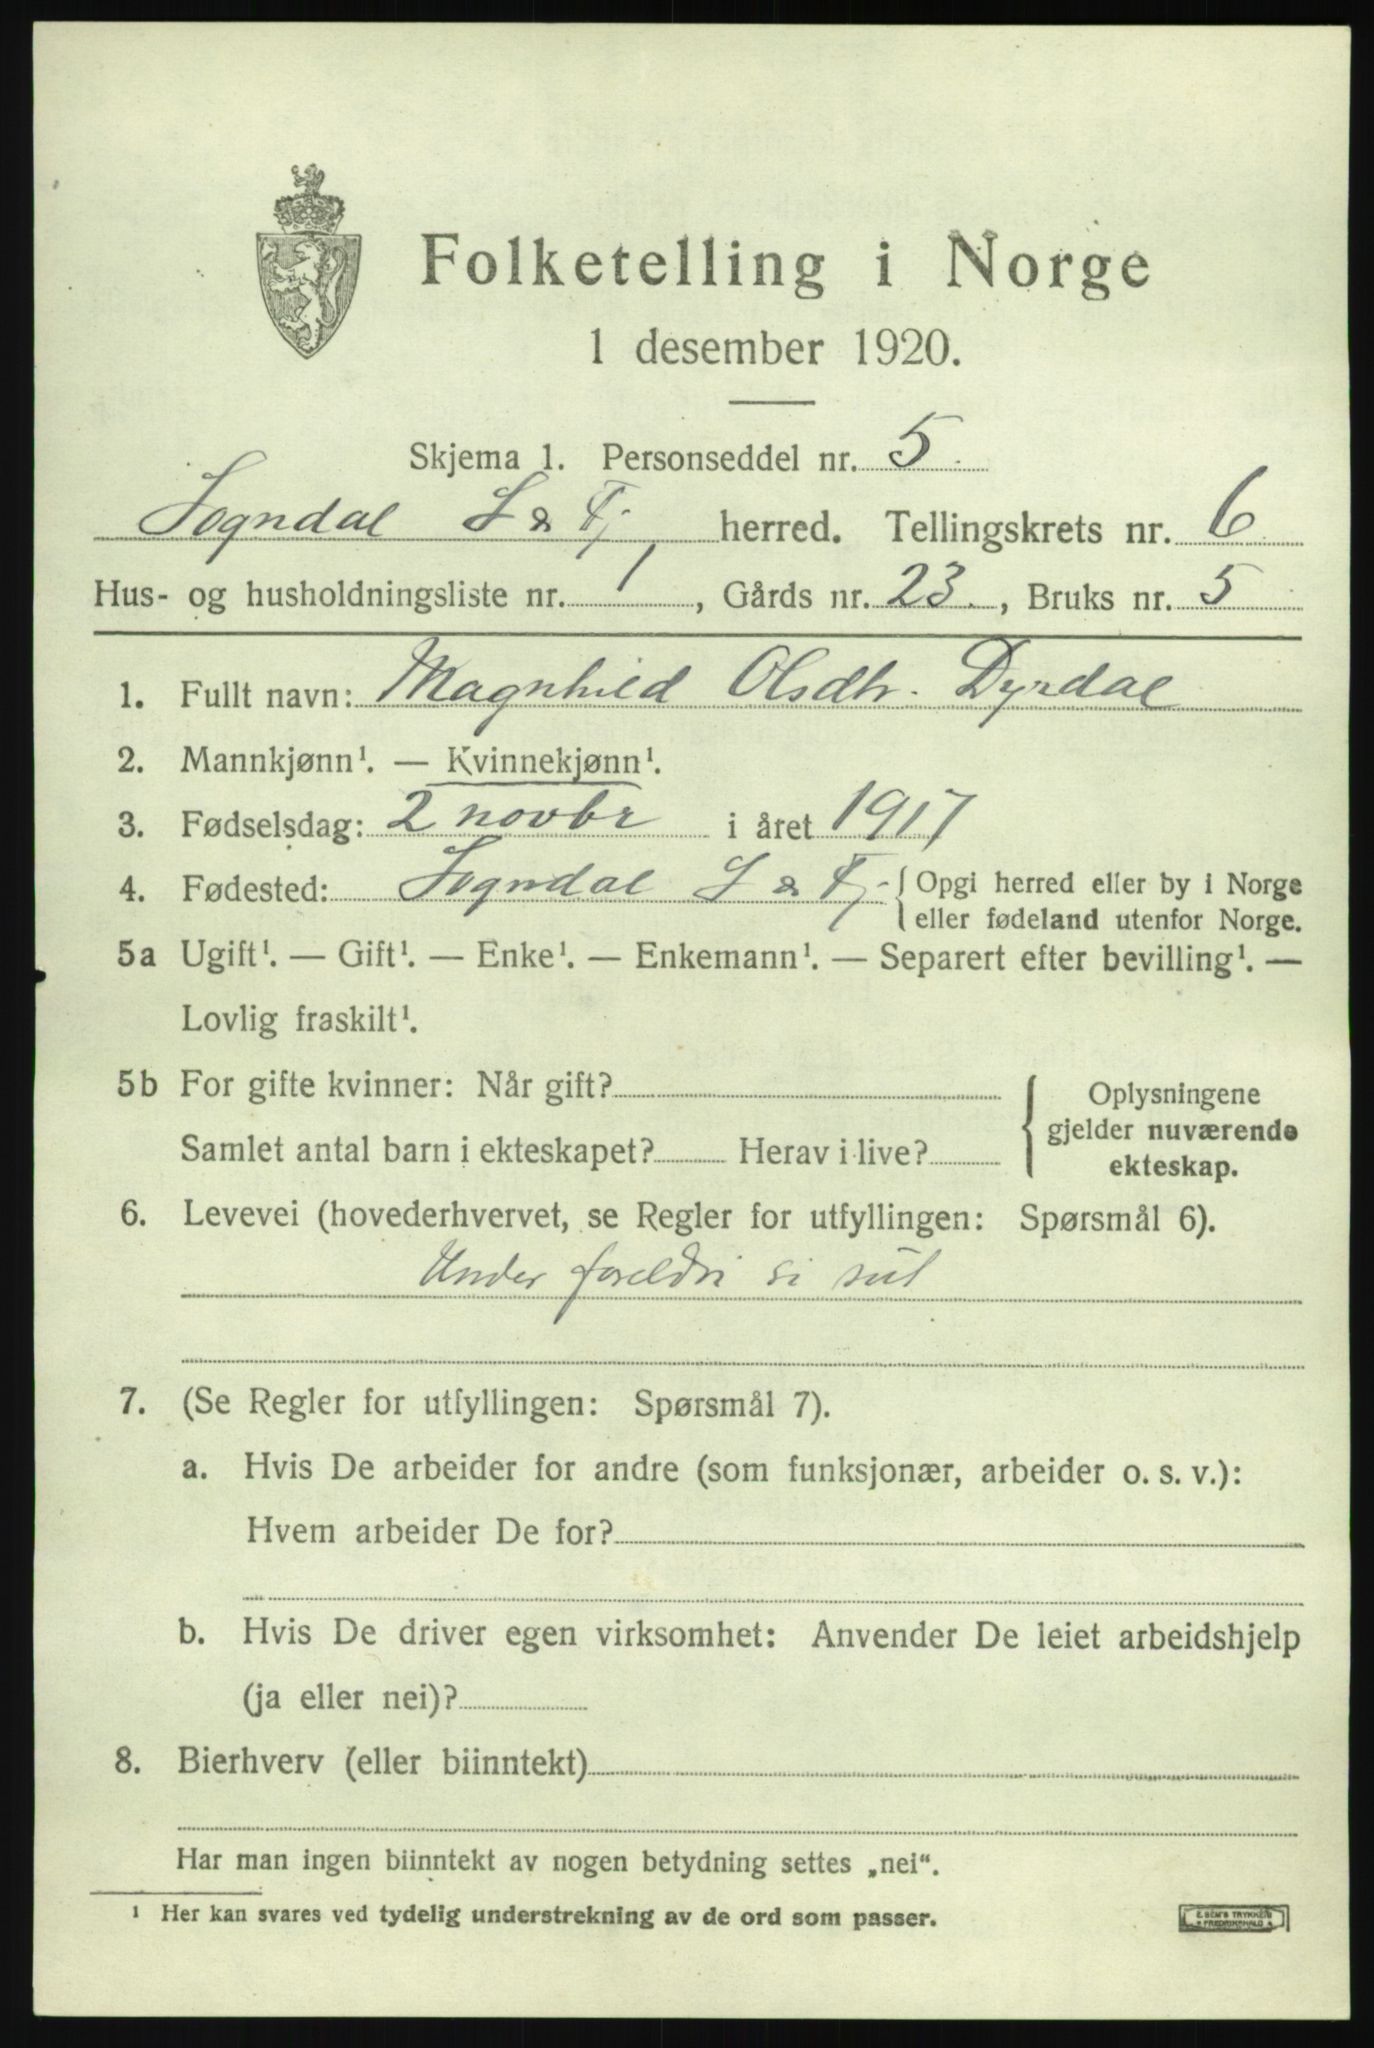 Folketelling i Norge
1 desember 1920.
Skjema 1. Personseddel nr. 5
Sogndal S & Fj herred. Tellingskrets nr. 6
Hus- og husholdningsliste nr. 1, Gårds nr. 23, Bruks nr. 5
1. Fullt navn: Magnhild Olsdtr. Dyrdal
2. Mannkjønn¹. — Kvinnekjønn¹.
3. Fødselsdag: 2 novbr i året 1917
4. Fødested: Sogndal S & Fj. { Opgi herred eller by i Norge
eller fødeland utenfor Norge.
5a Ugift¹. — Gift¹. — Enke¹. — Enkemann¹. — Separert efter bevilling¹. —
Lovlig fraskilt¹.
5b For gifte kvinner: Når gift?
Samlet antal barn i ekteskapet? Herav i live?
{ Oplysningene
gjelder nuværende
ekteskap.
6. Levevei (hovederhvervet, se Regler for utfyllingen: Spørsmål 6).
Under foreldri si
7. (Se Regler for utfyllingen: Spørsmål 7).
a. Hvis De arbeider for andre (som funksjonær, arbeider o. s. v.):
Hvem arbeider De for?
b. Hvis De driver egen virksomhet: Anvender De leiet arbeidshjelp
(ja eller nei)?
8. Bierhverv (eller biinntekt)
Har man ingen biinntekt av nogen betydning settes „nei“.
¹ Her kan svares ved tydelig understrekning av de ord som passer.
E. SEM'S TRYKKERI
FREDRIKSHALD